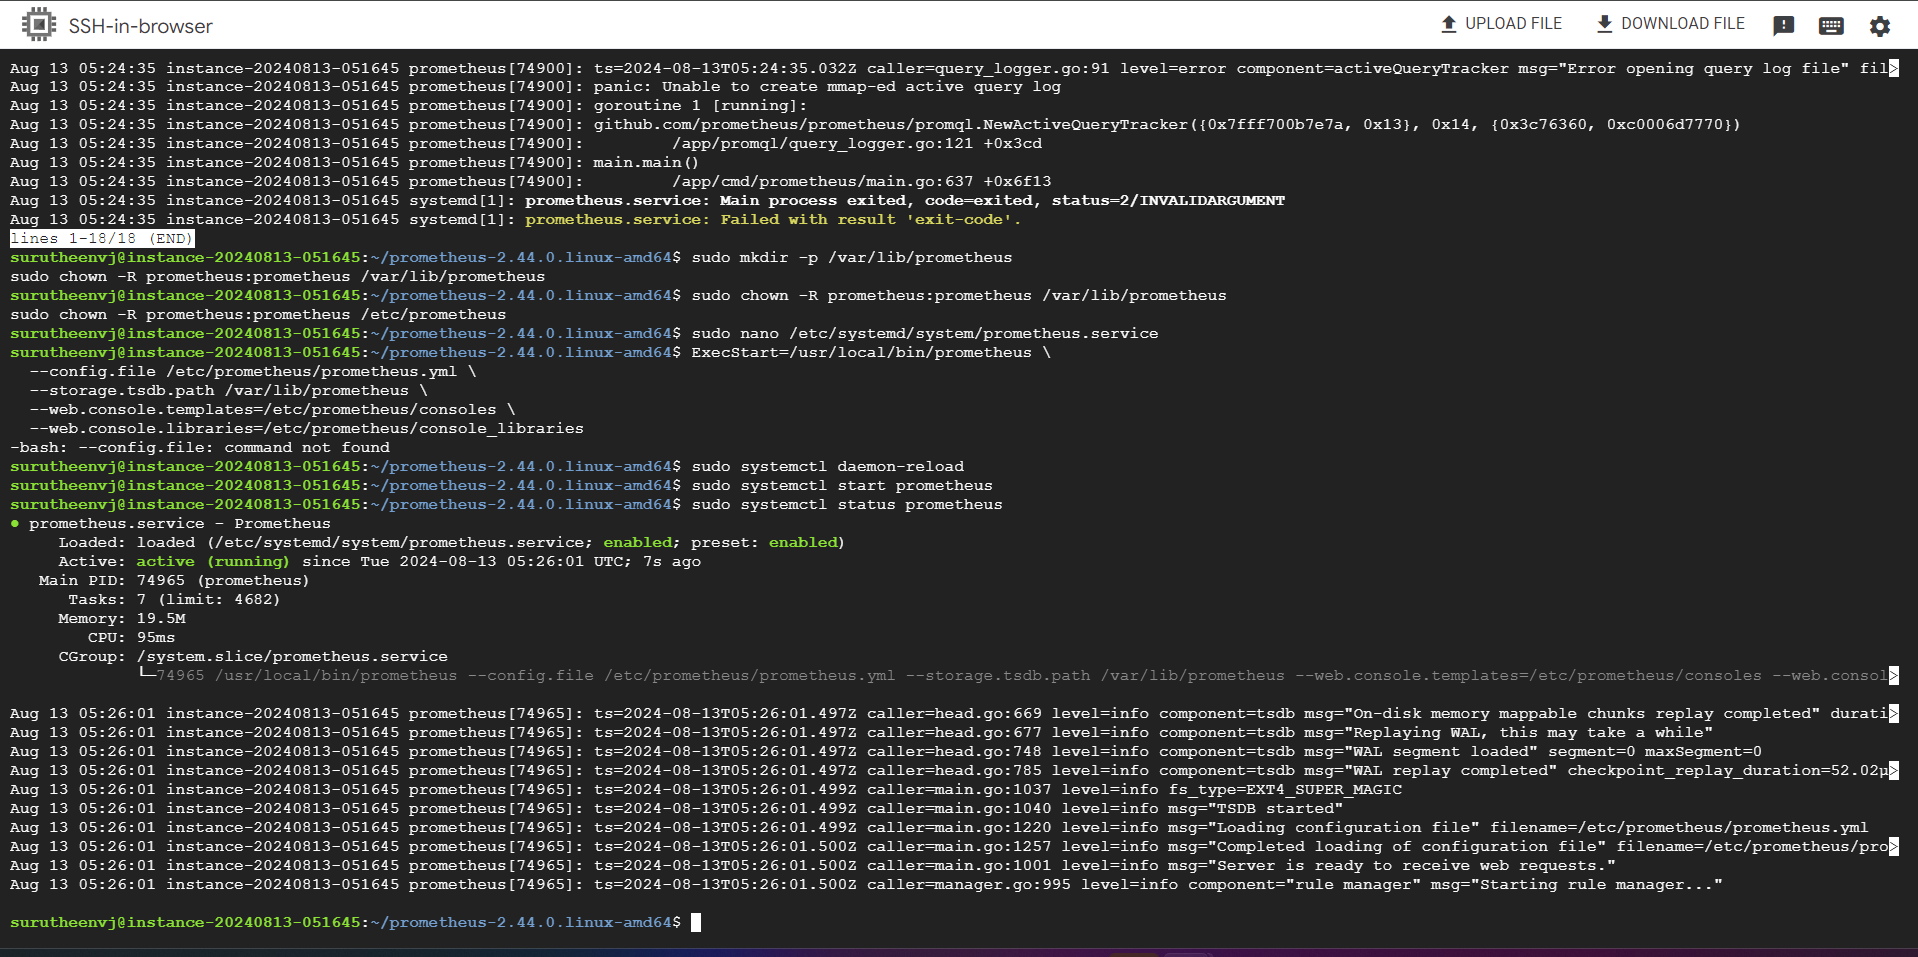 SSH-in-browser
UPLOAD FILE
DOWNLOAD FILE
Aug 13 05:24:35 instance-20240813-051645 prometheus[74900]: ts=2024-08-13T05:24:35.032Z caller=query_logger.go:91 level=error component=activeQueryTracker msg="Error opening query log file" fil>
Aug 13 05:24:35 instance-20240813-051645 prometheus[74900]: panic: Unable to create mmap-ed active query log
Aug 13 05:24:35 instance-20240813-051645 prometheus[74900]: goroutine 1 [running]:
Aug 13 05:24:35 instance-20240813-051645 prometheus[74900]: github.com/prometheus/prometheus/promql.NewActiveQueryTracker({0x7fff700b7e7a, 0x13}, 0x14, {0x3c76360, 0xc0006d7770})
Aug 13 05:24:35 instance-20240813-051645 prometheus[74900]:         /app/promql/query_logger.go:121 +0x3cd
Aug 13 05:24:35 instance-20240813-051645 prometheus[74900]: main.main()
Aug 13 05:24:35 instance-20240813-051645 prometheus[74900]:         /app/cmd/prometheus/main.go:637 +0x6f13
Aug 13 05:24:35 instance-20240813-051645 systemd[1]: prometheus.service: Main process exited, code=exited, status=2/INVALIDARGUMENT
Aug 13 05:24:35 instance-20240813-051645 systemd[1]: prometheus.service: Failed with result 'exit-code'.
lines 1-18/18 (END)
surutheenvj@instance-20240813-051645:~/prometheus-2.44.0.linux-amd64$ sudo mkdir -p /var/lib/prometheus
sudo chown -R prometheus:prometheus /var/lib/prometheus
surutheenvj@instance-20240813-051645:~/prometheus-2.44.0.linux-amd64$ sudo chown -R prometheus:prometheus /var/lib/prometheus
sudo chown -R prometheus:prometheus /etc/prometheus
surutheenvj@instance-20240813-051645:~/prometheus-2.44.0.linux-amd64$ sudo nano /etc/systemd/system/prometheus.service
surutheenvj@instance-20240813-051645:~/prometheus-2.44.0.linux-amd64$ ExecStart=/usr/local/bin/prometheus \
  --config.file /etc/prometheus/prometheus.yml \
  --storage.tsdb.path /var/lib/prometheus \
  --web.console.templates=/etc/prometheus/consoles \
  --web.console.libraries=/etc/prometheus/console_libraries
-bash: --config.file: command not found
surutheenvj@instance-20240813-051645:~/prometheus-2.44.0.linux-amd64$ sudo systemctl daemon-reload
surutheenvj@instance-20240813-051645:~/prometheus-2.44.0.linux-amd64$ sudo systemctl start prometheus
surutheenvj@instance-20240813-051645:~/prometheus-2.44.0.linux-amd64$ sudo systemctl status prometheus
● prometheus.service - Prometheus
     Loaded: loaded (/etc/systemd/system/prometheus.service; enabled; preset: enabled)
     Active: active (running) since Tue 2024-08-13 05:26:01 UTC; 7s ago
   Main PID: 74965 (prometheus)
      Tasks: 7 (limit: 4682)
     Memory: 19.5M
        CPU: 95ms
     CGroup: /system.slice/prometheus.service
             └─74965 /usr/local/bin/prometheus --config.file /etc/prometheus/prometheus.yml --storage.tsdb.path /var/lib/prometheus --web.console.templates=/etc/prometheus/consoles --web.consol>
Aug 13 05:26:01 instance-20240813-051645 prometheus[74965]: ts=2024-08-13T05:26:01.497Z caller=head.go:669 level=info component=tsdb msg="On-disk memory mappable chunks replay completed" durati>
Aug 13 05:26:01 instance-20240813-051645 prometheus[74965]: ts=2024-08-13T05:26:01.497Z caller=head.go:677 level=info component=tsdb msg="Replaying WAL, this may take a while"
Aug 13 05:26:01 instance-20240813-051645 prometheus[74965]: ts=2024-08-13T05:26:01.497Z caller=head.go:748 level=info component=tsdb msg="WAL segment loaded" segment=0 maxSegment=0
Aug 13 05:26:01 instance-20240813-051645 prometheus[74965]: ts=2024-08-13T05:26:01.497Z caller=head.go:785 level=info component=tsdb msg="WAL replay completed" checkpoint_replay_duration=52.02µ>
Aug 13 05:26:01 instance-20240813-051645 prometheus[74965]: ts=2024-08-13T05:26:01.499Z caller=main.go:1037 level=info fs_type=EXT4_SUPER_MAGIC
Aug 13 05:26:01 instance-20240813-051645 prometheus[74965]: ts=2024-08-13T05:26:01.499Z caller=main.go:1040 level=info msg="TSDB started"
Aug 13 05:26:01 instance-20240813-051645 prometheus[74965]: ts=2024-08-13T05:26:01.499Z caller=main.go:1220 level=info msg="Loading configuration file" filename=/etc/prometheus/prometheus.yml
Aug 13 05:26:01 instance-20240813-051645 prometheus[74965]: ts=2024-08-13T05:26:01.500Z caller=main.go:1257 level=info msg="Completed loading of configuration file" filename=/etc/prometheus/pro>
Aug 13 05:26:01 instance-20240813-051645 prometheus[74965]: ts=2024-08-13T05:26:01.500Z caller=main.go:1001 level=info msg="Server is ready to receive web requests."
Aug 13 05:26:01 instance-20240813-051645 prometheus[74965]: ts=2024-08-13T05:26:01.500Z caller=manager.go:995 level=info component="rule manager" msg="Starting rule manager..."
surutheenvj@instance-20240813-051645:~/prometheus-2.44.0.linux-amd64$